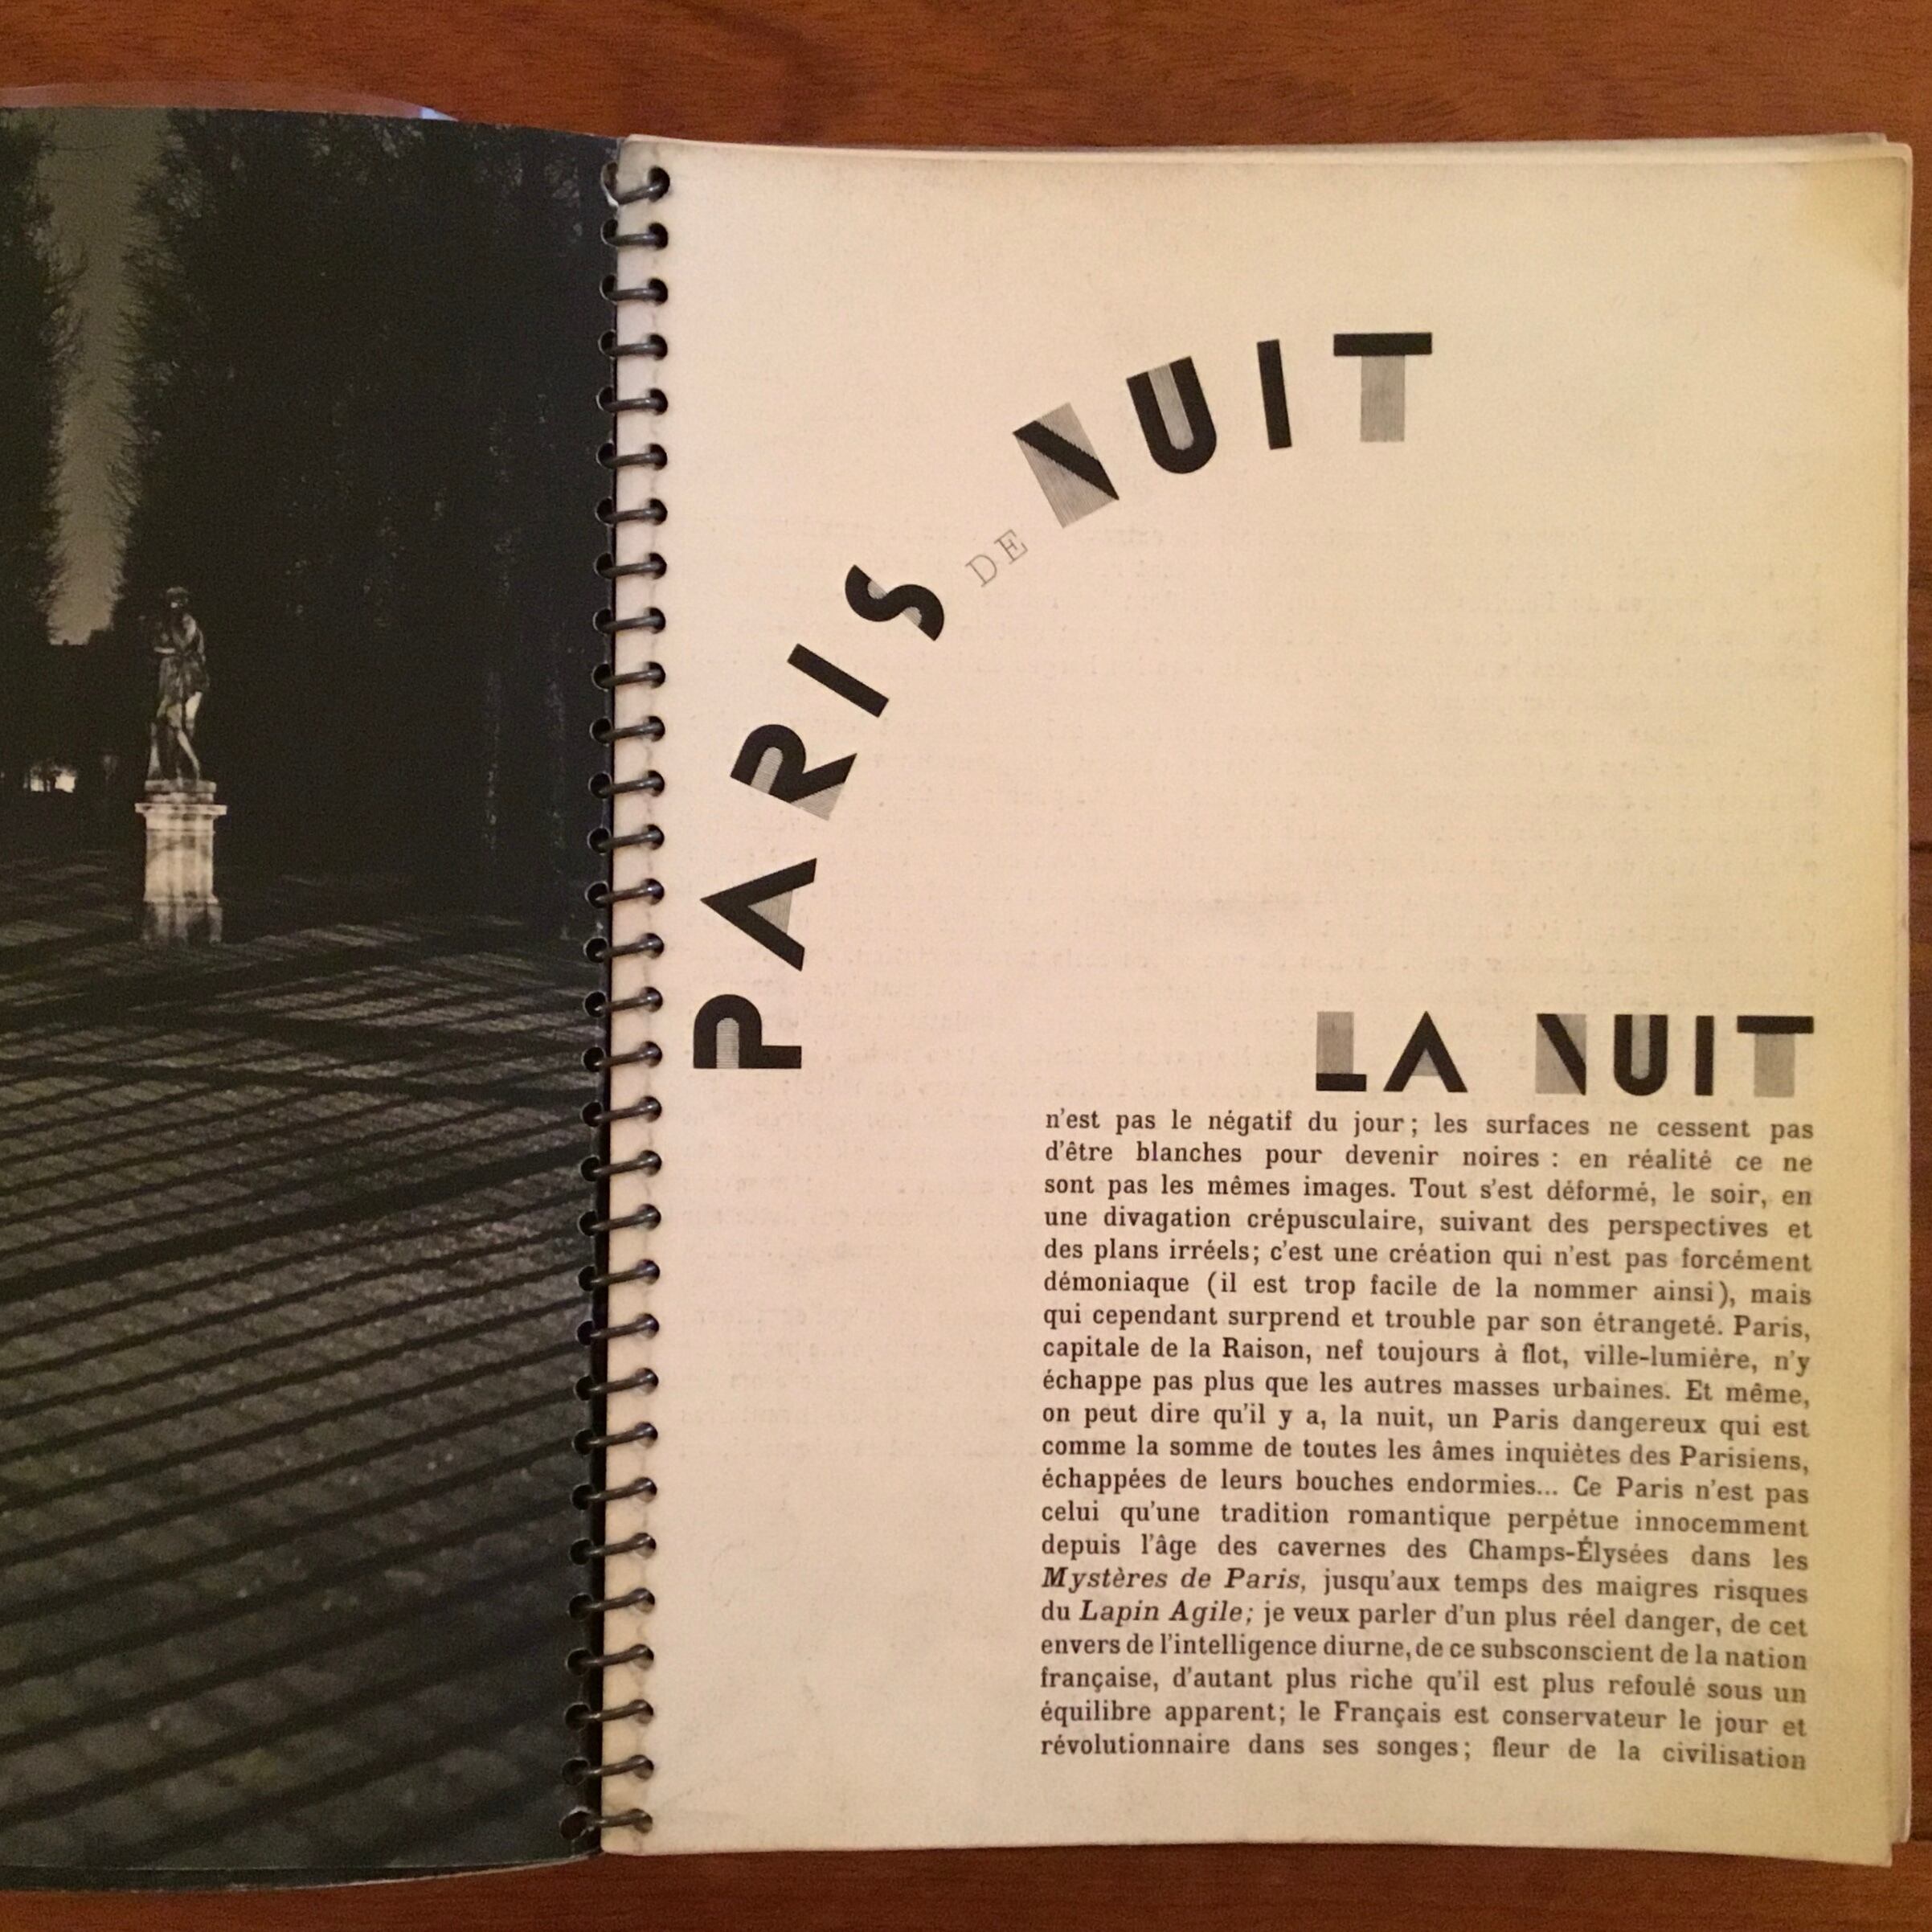 PARIS DE NUIT
LA NUIT
n'est pas le négatif du jour; les surfaces ne cessent pas
d'être blanches pour devenir noires : en réalité ce ne
sont pas les mêmes images. Tout s'est déformé, le soir, en
une divagation crépusculaire, suivant des perspectives et
des plans irréels; c'est une création qui n'est pas forcément
démoniaque (il est trop facile de la nommer ainsi), mais
qui cependant surprend et trouble par son étrangeté. Paris,
capitale de la Raison, nef toujours à flot, ville-lumière, n'y
échappe pas plus que les autres masses urbaines. Et même,
on peut dire qu'il y a, la nuit, un Paris dangereux qui est
comme la somme de toutes les âmes inquiètes des Parisiens,
échappées de leurs bouches endormies... Ce Paris n'est pas
celui qu'une tradition romantique perpétue innocemment
depuis l'âge des cavernes des Champs-Élysées dans les
Mystères de Paris, jusqu'aux temps des maigres risques
du Lapin Agile; je veux parler d'un plus réel danger, de cet
envers de l'intelligence diurne, de ce subsconscient de la nation
française, d'autant plus riche qu'il est plus refoulé sous un
équilibre apparent; le Français est conservateur le jour et
révolutionnaire dans ses songes; fleur de la civilisation